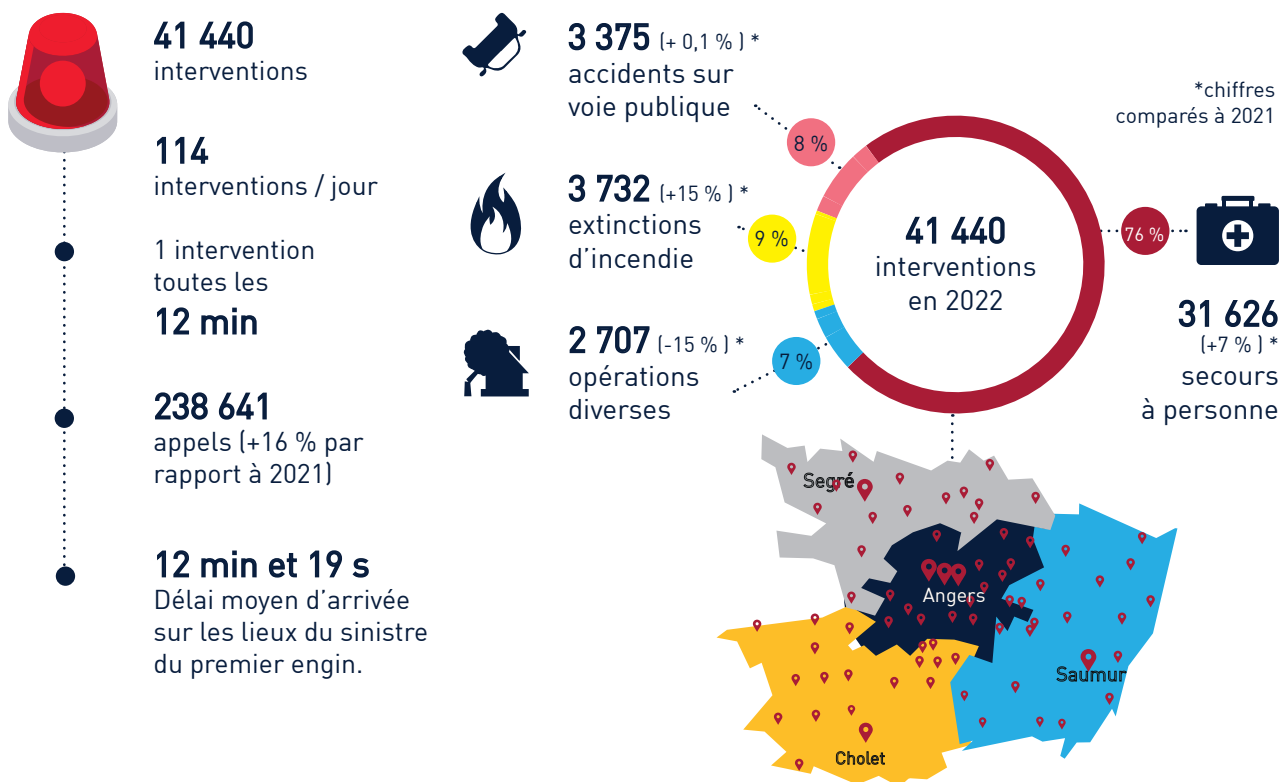 41 440
interventions
114
interventions / jour
1 intervention
toutes les
12 min
238 641
appels (+16 % par
rapport à 2021)
12 min et 19 s
Délai moyen d’arrivée
sur les lieux du sinistre
du premier engin.
3 375 (+ 0,1 % ) *
accidents sur
voie publique
8 %
3 732 (+15 % ) *
extinctions
d’incendie
9 %
2 707 (-15 % ) *
opérations
diverses
7 %
41 440
interventions
en 2022
*chiffres
comparés à 2021
76 %
31 626
(+7 % ) *
secours
à personne
Segré
Angers
Saumur
Cholet